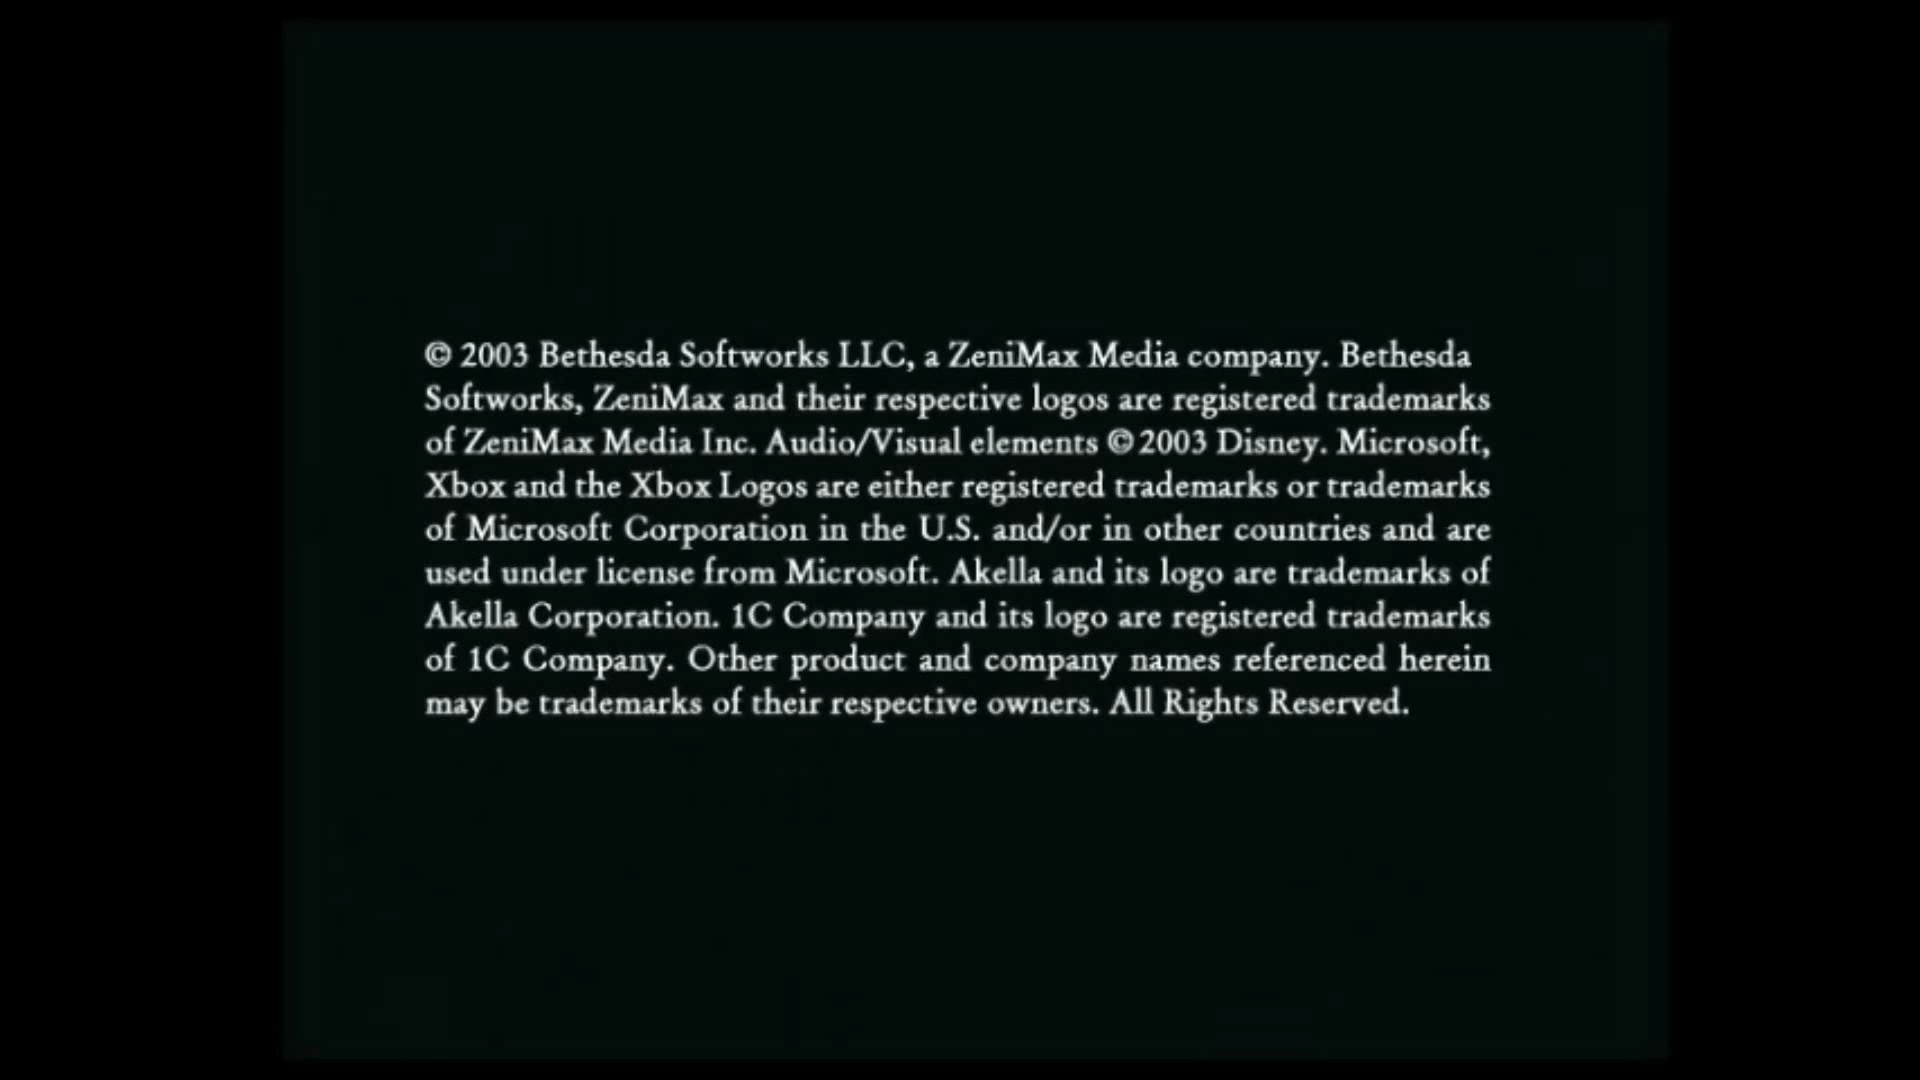 © 2003 Bethesda Softworks LLC, a ZeniMax Media company. Bethesda
Softworks, ZeniMax and their respective logos are registered trademarks
of ZeniMax Media Inc. Audio/Visual elements © 2003 Disney. Microsoft,
Xbox and the Xbox Logos are either registered trademarks or trademarks
of Microsoft Corporation in the U.S. and/or in other countries and are
used under license from Microsoft. Akella and its logo are trademarks of
Akella Corporation. 1C Company and its logo are registered trademarks
of 1C Company. Other product and company names referenced herein
may be trademarks of their respective owners. All Rights Reserved.